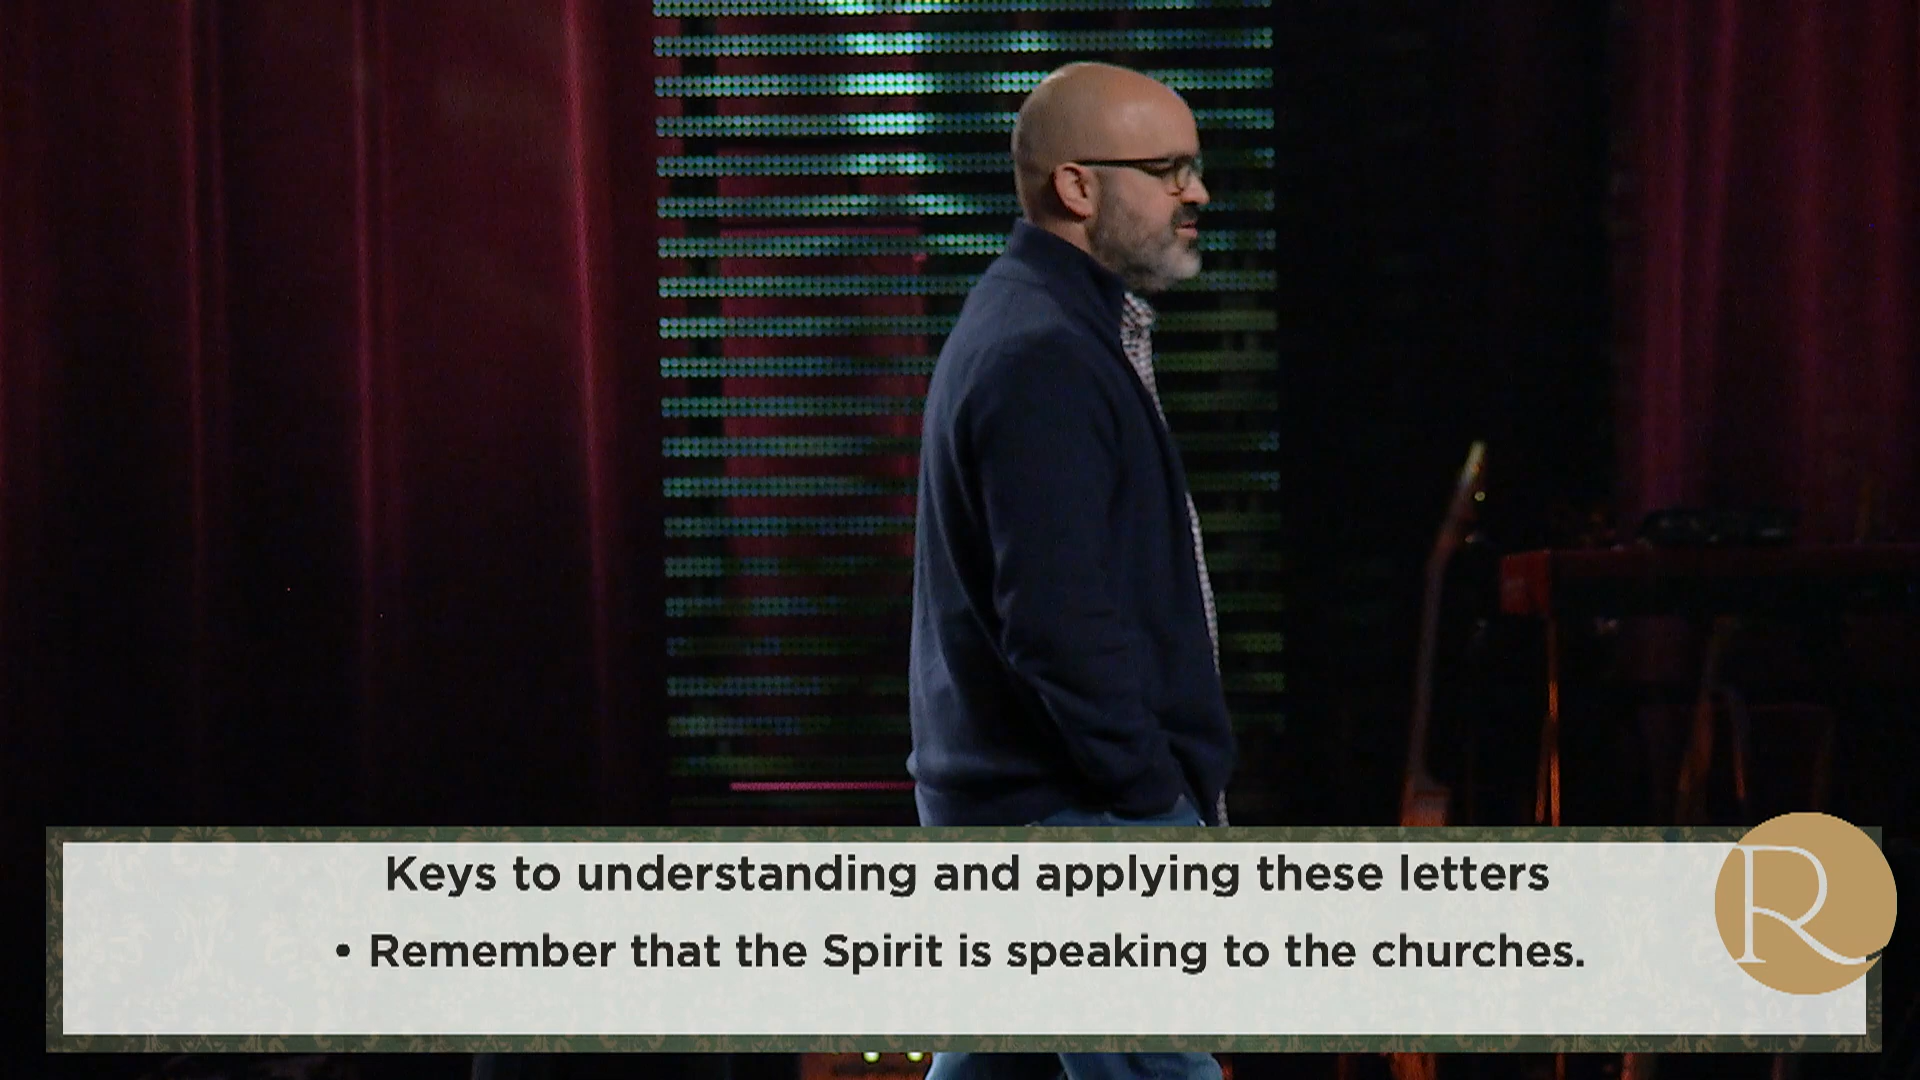 Keys to understanding and applying these letters
• Remember that the Spirit is speaking to the churches.
R